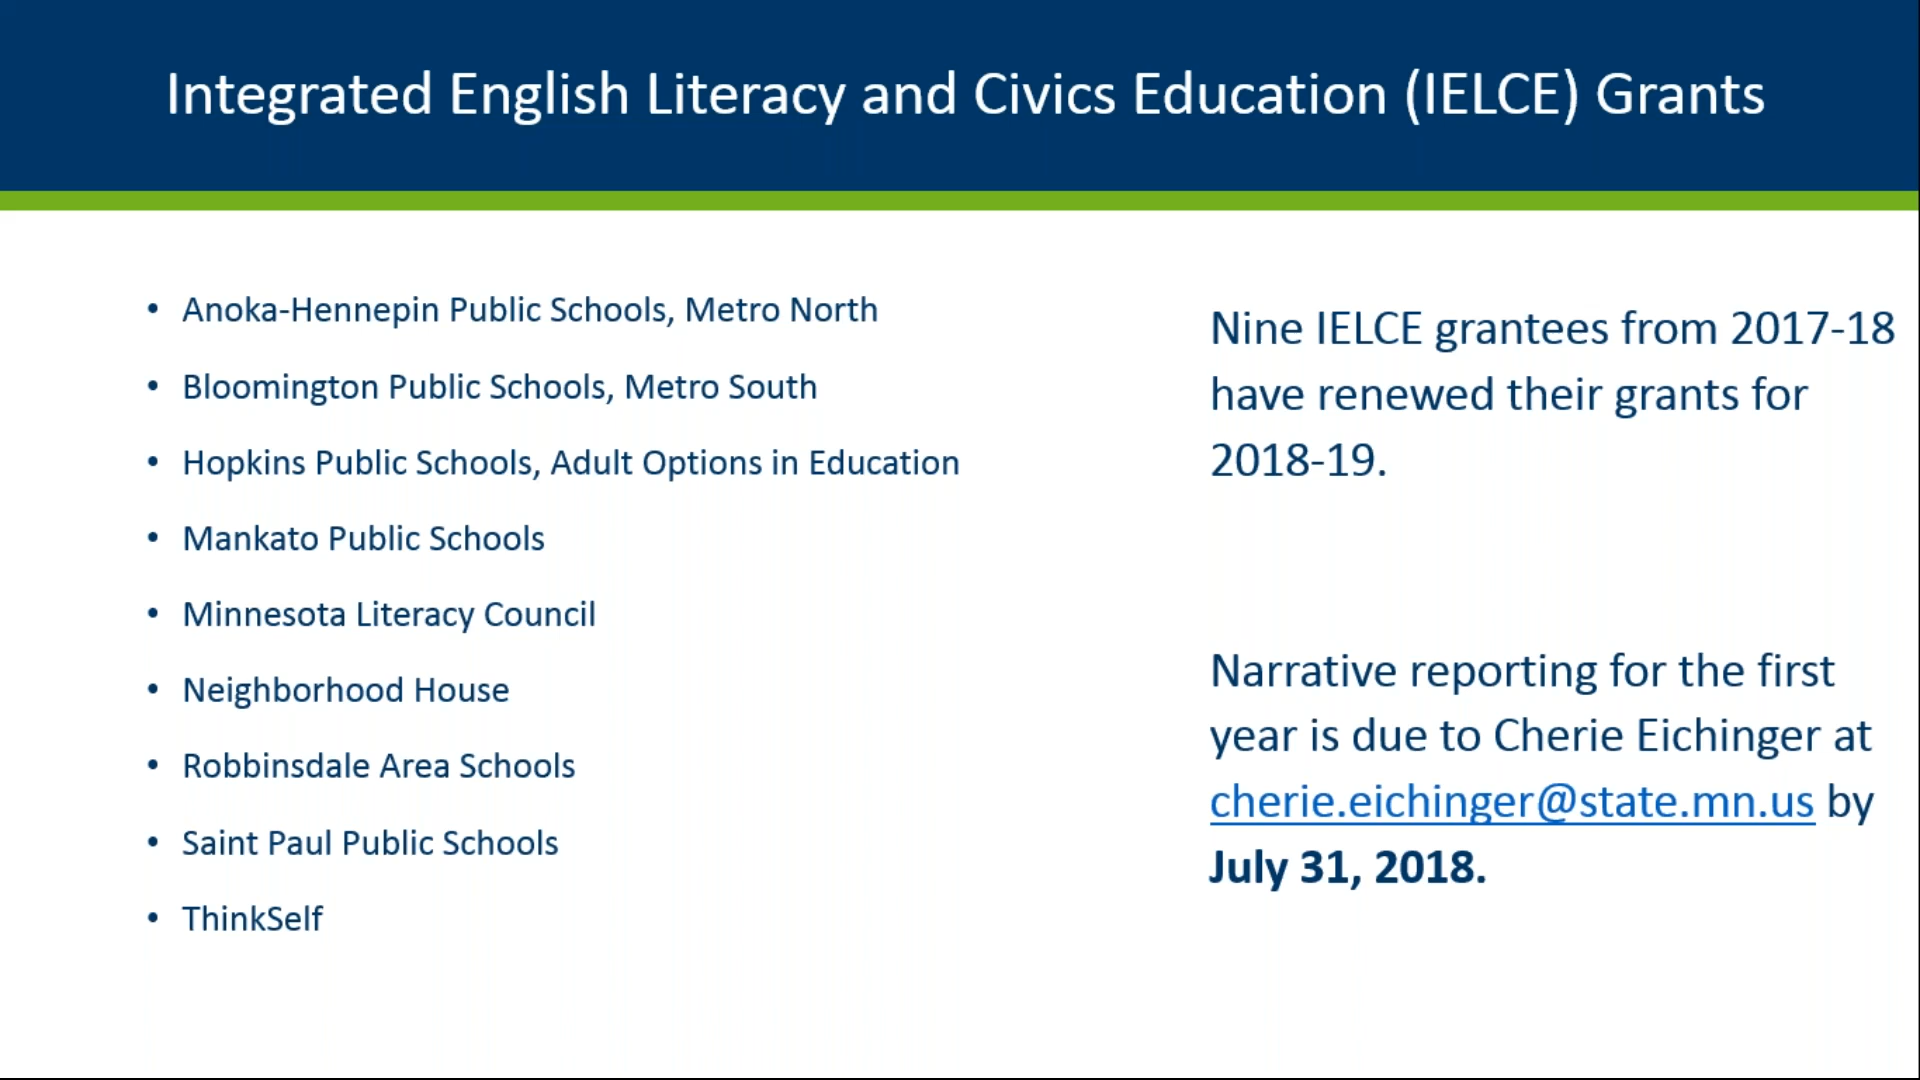 Integrated English Literacy and Civics Education (IELCE) Grants
• Anoka-Hennepin Public Schools, Metro North
• Bloomington Public Schools, Metro South
• Hopkins Public Schools, Adult Options in Education
• Mankato Public Schools
• Minnesota Literacy Council
• Neighborhood House
• Robbinsdale Area Schools
• Saint Paul Public Schools
• ThinkSelf
Nine IELCE grantees from 2017-18
have renewed their grants for
2018-19.
Narrative reporting for the first
year is due to Cherie Eichinger at
cherie.eichinger@state.mn.us by
July 31, 2018.